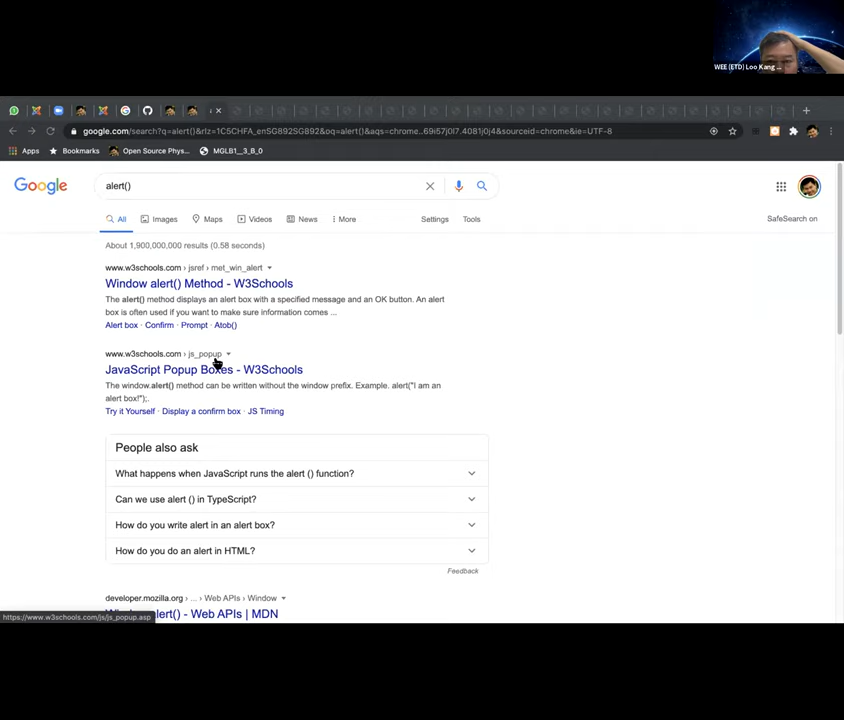 WEE (ETD) Loo Kang ...
google.com/search?q=alert()&rlz=1C5CHFA_enSG892SG892&oq=alert()&aqs=chrome..69i57j0l7.4081j0j4&sourceid=chrome&ie=UTF-8
Apps Bookmarks Open Source Phys... MGLB1__3_B_0
Google alert()
All Images Maps Videos News More Settings Tools SafeSearch on
About 1,900,000,000 results (0.58 seconds)
www.w3schools.com › jsref › met_win_alert
Window alert() Method - W3Schools
The alert() method displays an alert box with a specified message and an OK button. An alert
box is often used if you want to make sure information comes ...
Alert box · Confirm · Prompt · Atob()
www.w3schools.com › js_popup
JavaScript Popup Boxes - W3Schools
The window.alert() method can be written without the window prefix. Example. alert("I am an
alert box!");.
Try it Yourself · Display a confirm box · JS Timing
People also ask
What happens when JavaScript runs the alert () function?
Can we use alert () in TypeScript?
How do you write alert in an alert box?
How do you do an alert in HTML?
Feedback
developer.mozilla.org › ... › Web APIs › Window
alert() - Web APIs | MDN
https://www.w3schools.com/js/js_popup.asp